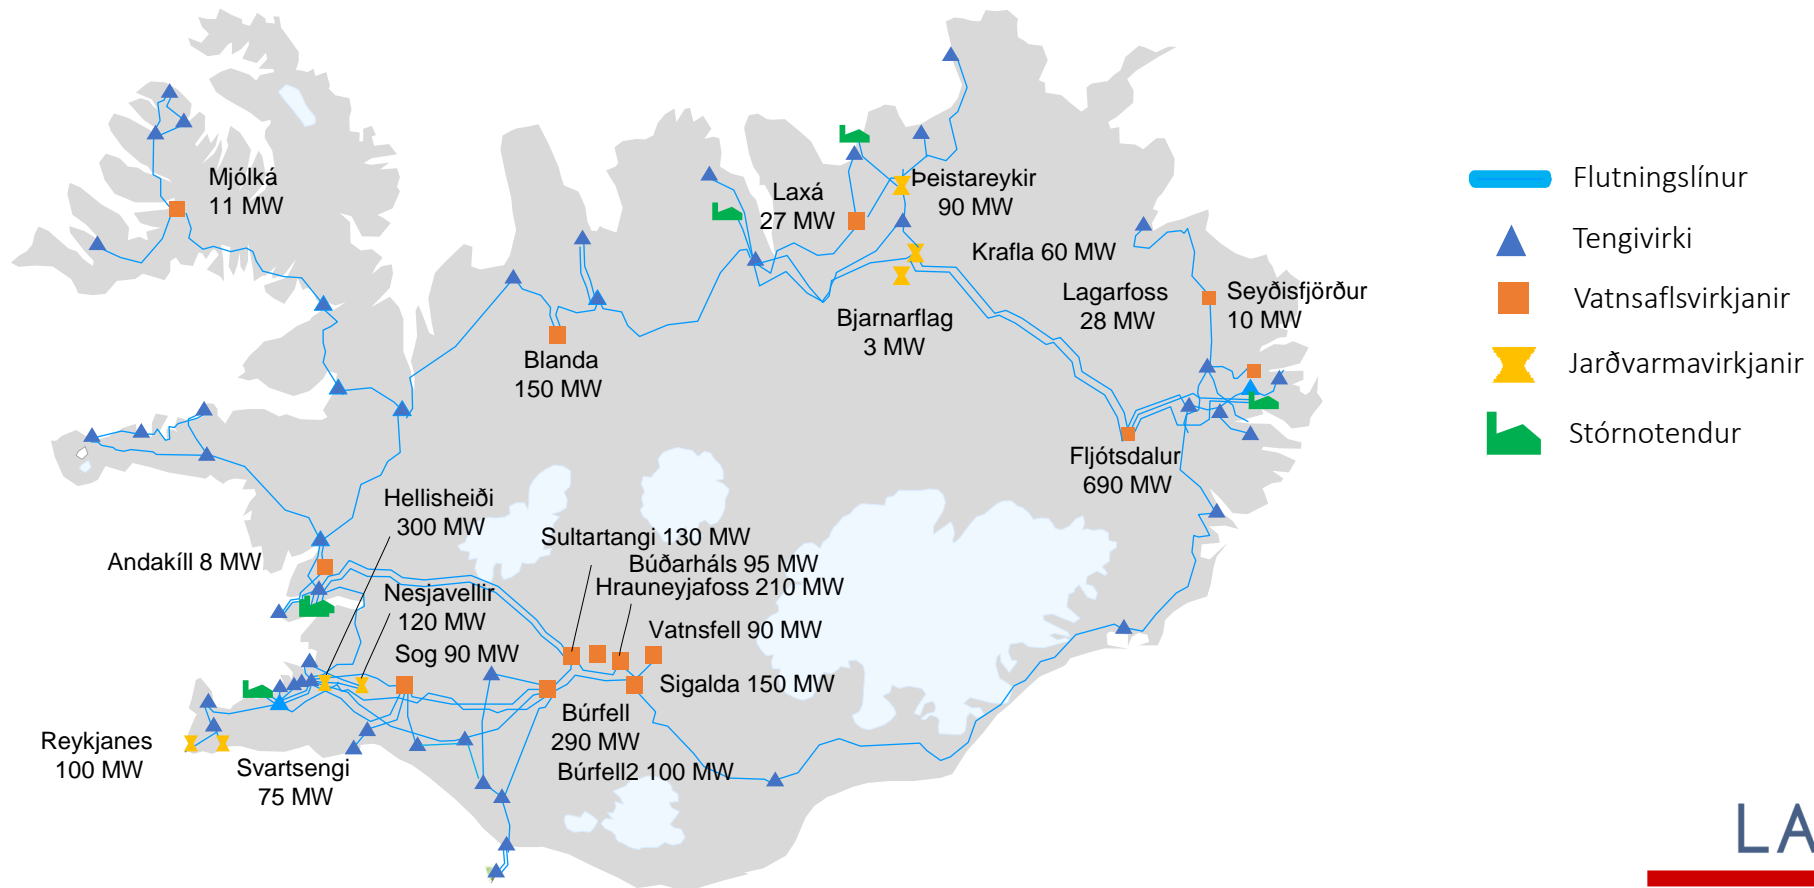 Mjólká
11 MW
Laxá
27 MW
Þeistareykir
90 MW
Krafla 60 MW
Lagarfoss
28 MW
Seyðisfjörður
10 MW
Bjarnarflag
3 MW
Blanda
150 MW
Fljótsdalur
690 MW
Hellisheiði
300 MW
Sultartangi 130 MW
Búðarháls 95 MW
Hrauneyjafoss 210 MW
Andakíll 8 MW
Nesjavellir
120 MW
Sog 90 MW
Vatnsfell 90 MW
Sigalda 150 MW
Búrfell
290 MW
Búrfell2 100 MW
Reykjanes
100 MW
Svartsengi
75 MW
Flutningslínur
Tengivirki
Vatnsaflsvirkjanir
Jarðvarmavirkjanir
Stórnotendur
LA